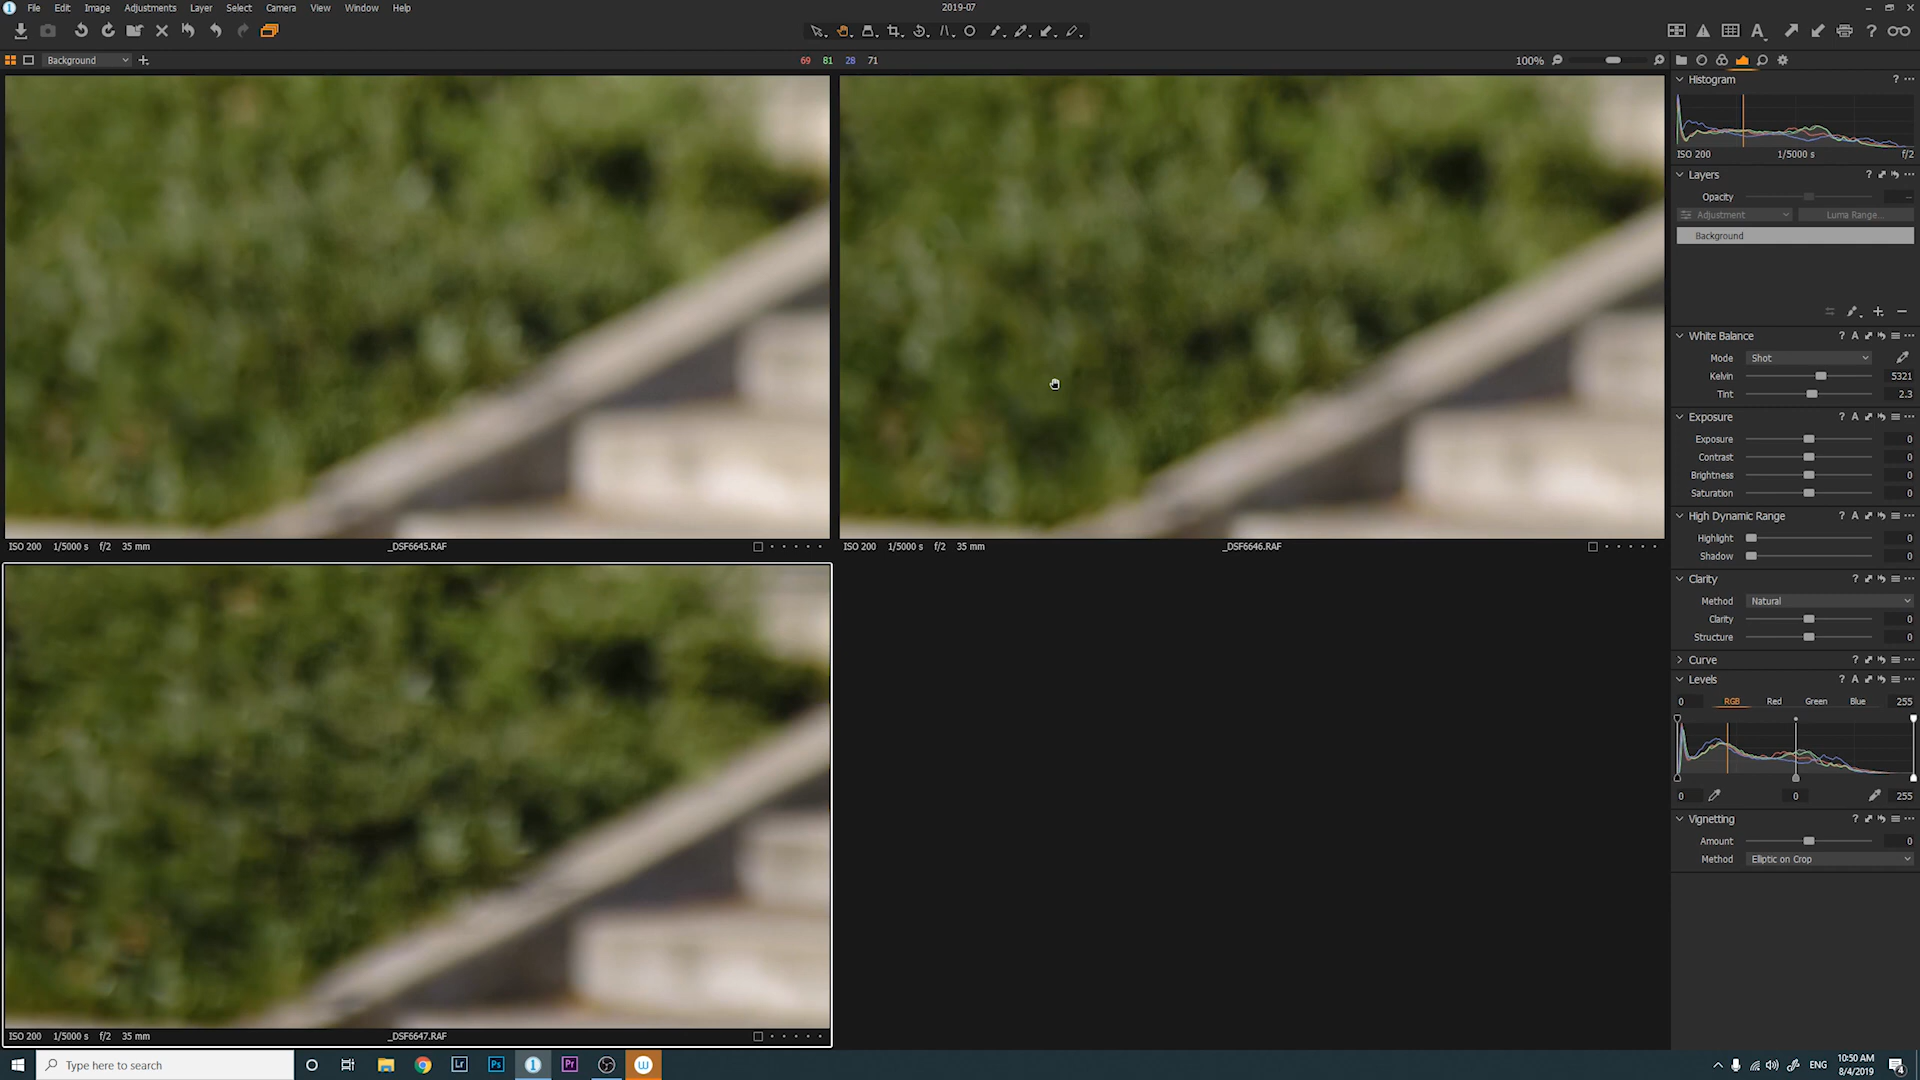 File Edit Image Adjustments Layer Select Camera View Window Help
2019-07
Background
69 81 28 71
100%
Histogram
ISO 200 1/5000 s f/2
Layers
Opacity
Adjustment Luma Range...
Background
White Balance
Mode Shot
Kelvin 5321
Tint 2.3
Exposure
Exposure 0
Contrast 0
Brightness 0
Saturation 0
High Dynamic Range
Highlight 0
Shadow 0
Clarity
Method Natural
Clarity 0
Structure 0
Curve
Levels
0 RGB Red Green Blue 255
0 0 255
Vignetting
Amount 0
Method Elliptic on Crop
ISO 200 1/5000 s f/2 35 mm _DSF6645.RAF
ISO 200 1/5000 s f/2 35 mm _DSF6646.RAF
ISO 200 1/5000 s f/2 35 mm _DSF6647.RAF
Type here to search
Lr Ps 1 Pr W
ENG
10:50 AM
8/4/2019
4